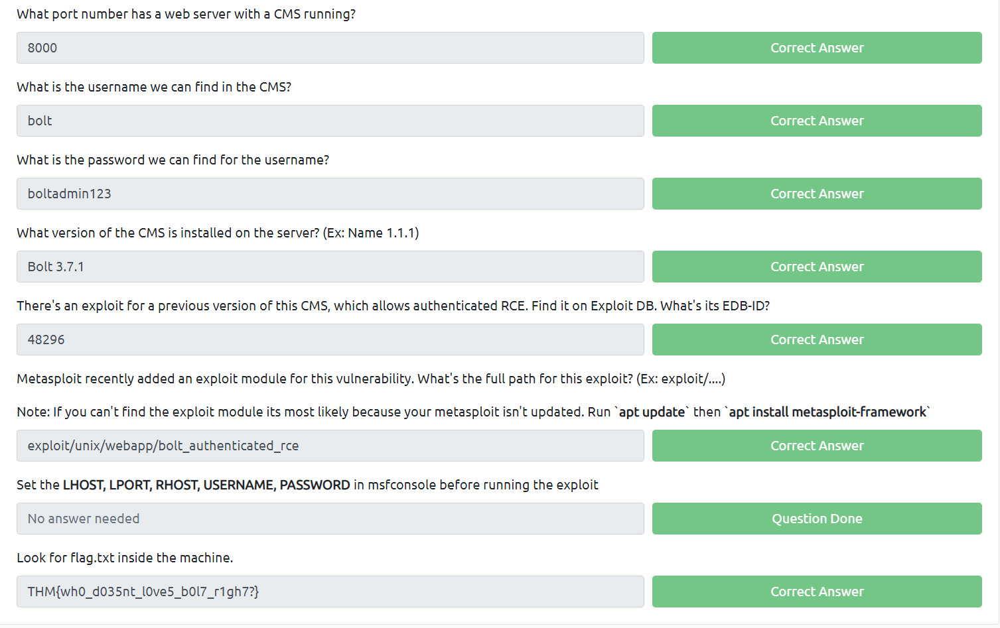 What port number has a web server with a CMS running?
8000
Correct Answer
What is the username we can find in the CMS?
bolt
Correct Answer
What is the password we can find for the username?
boltadmin123
Correct Answer
What version of the CMS is installed on the server? (Ex: Name 1.1.1)
Bolt 3.7.1
Correct Answer
There's an exploit for a previous version of this CMS, which allows authenticated RCE. Find it on Exploit DB. What's its EDB-ID?
48296
Correct Answer
Metasploit recently added an exploit module for this vulnerability. What's the full path for this exploit? (Ex: exploit/....)
Note: If you can't find the exploit module its most likely because your metasploit isn't updated. Run `apt update` then `apt install metasploit-framework`
exploit/unix/webapp/bolt_authenticated_rce
Correct Answer
Set the LHOST, LPORT, RHOST, USERNAME, PASSWORD in msfconsole before running the exploit
No answer needed
Question Done
Look for flag.txt inside the machine.
THM{wh0_d035nt_l0ve5_b0l7_r1gh7?}
Correct Answer